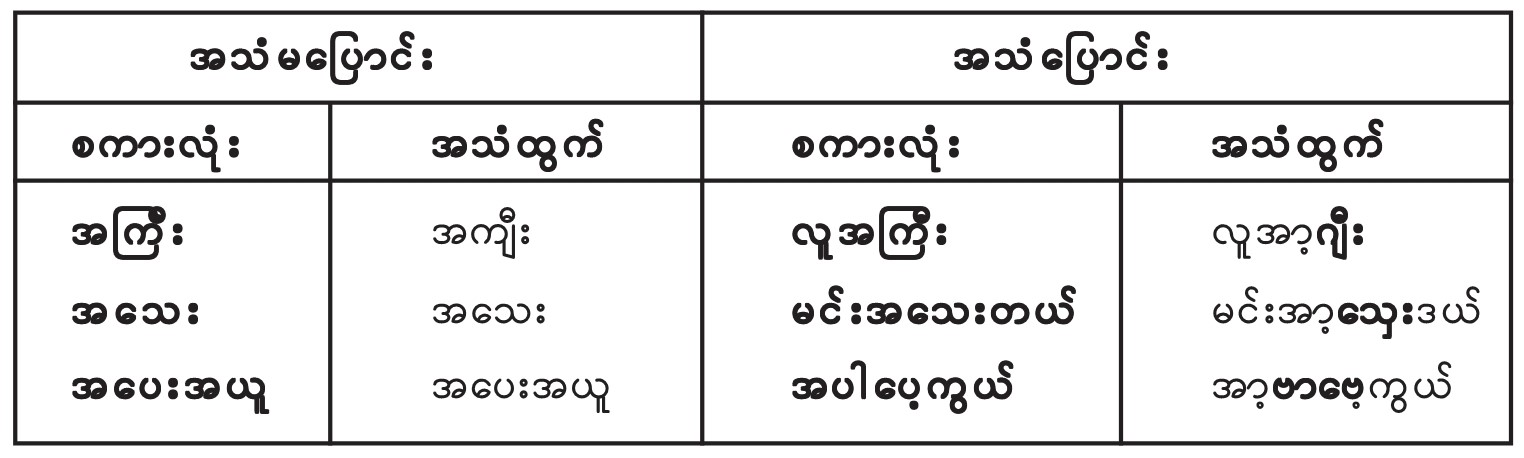 အသံမပြောင်း အသံပြောင်း
စကားလုံး အသံထွက် စကားလုံး အသံထွက်
အကြီး အကျီး လူအကြီး လူအာ့ဂျီး
အသေး အသေး မင်းအသေးတယ် မင်းအာ့သှေးဒယ်
အပေးအယူ အပေးအယူ အပါပေ့ကွယ် အာ့ဗာဗေ့ကွယ်